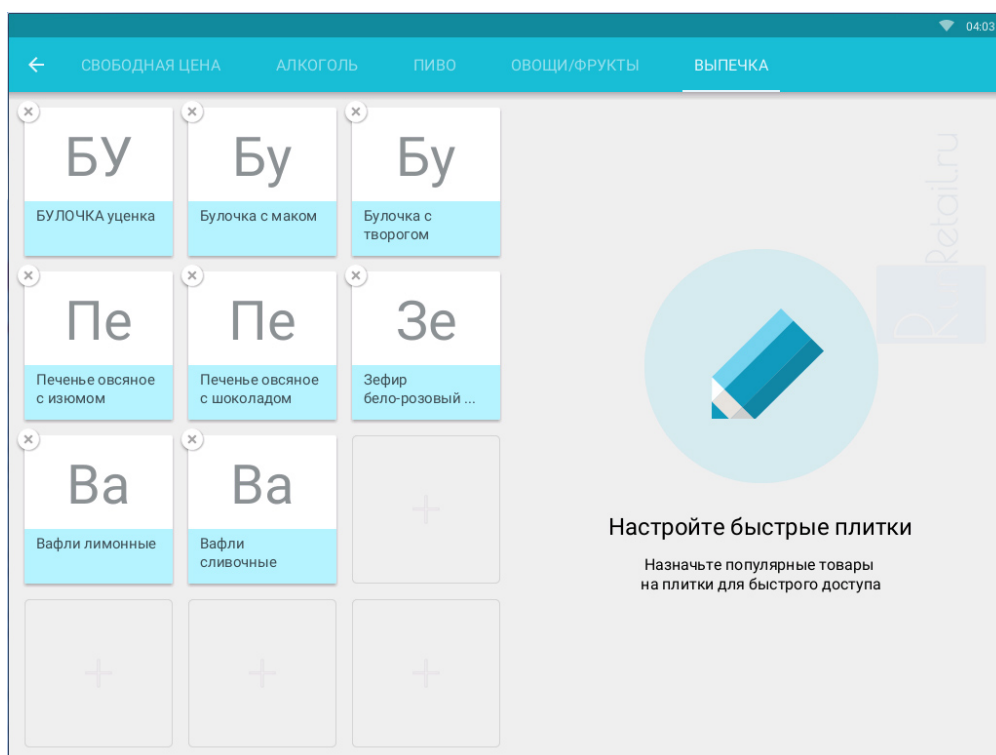 04:03
СВОБОДНАЯ ЦЕНА АЛКОГОЛЬ ПИВО ОВОЩИ/ФРУКТЫ ВЫПЕЧКА
БУ
БУЛОЧКА уценка
Бу
Булочка с маком
Бу
Булочка с
творогом
Пе
Печенье овсяное
с изюмом
Пе
Печенье овсяное
с шоколадом
Зе
Зефир
бело-розовый ...
Ва
Вафли лимонные
Ва
Вафли
сливочные
Retail.ru
R
Настройте быстрые плитки
Назначьте популярные товары
на плитки для быстрого доступа